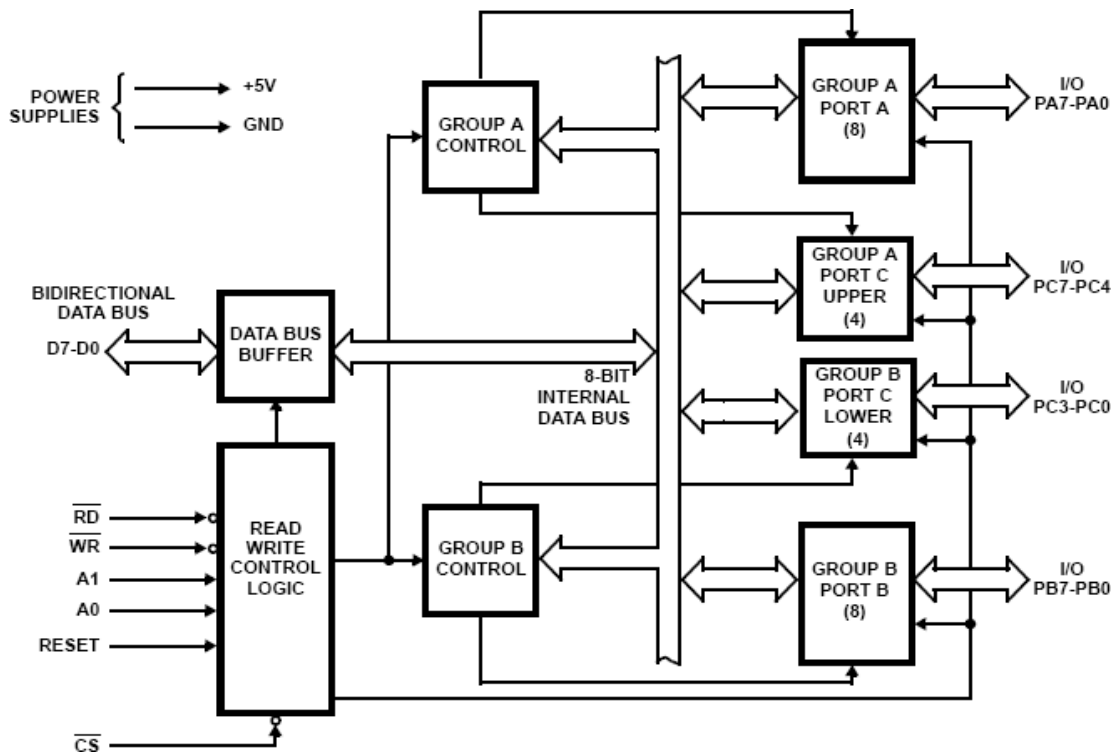 POWER
SUPPLIES
+5V
GND
GROUP A
CONTROL
GROUP A
PORT A
(8)
I/O
PA7-PA0
GROUP A
PORT C
UPPER
(4)
I/O
PC7-PC4
BIDIRECTIONAL
DATA BUS
D7-D0
DATA BUS
BUFFER
8-BIT
INTERNAL
DATA BUS
GROUP B
PORT C
LOWER
(4)
I/O
PC3-PC0
RD
WR
A1
A0
RESET
CS
READ
WRITE
CONTROL
LOGIC
GROUP B
CONTROL
GROUP B
PORT B
(8)
I/O
PB7-PB0